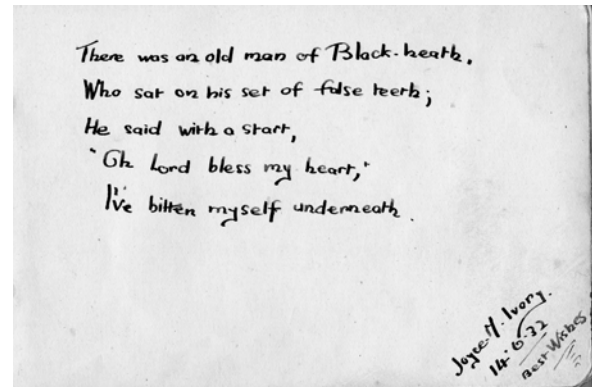 There was an old man of Black-heath,
Who sat on his set of false teeth;
He said with a start,
"Oh Lord bless my heart,"
I've bitten myself underneath.
Joyce. M. Ivory.
14.6.32
Best Wishes